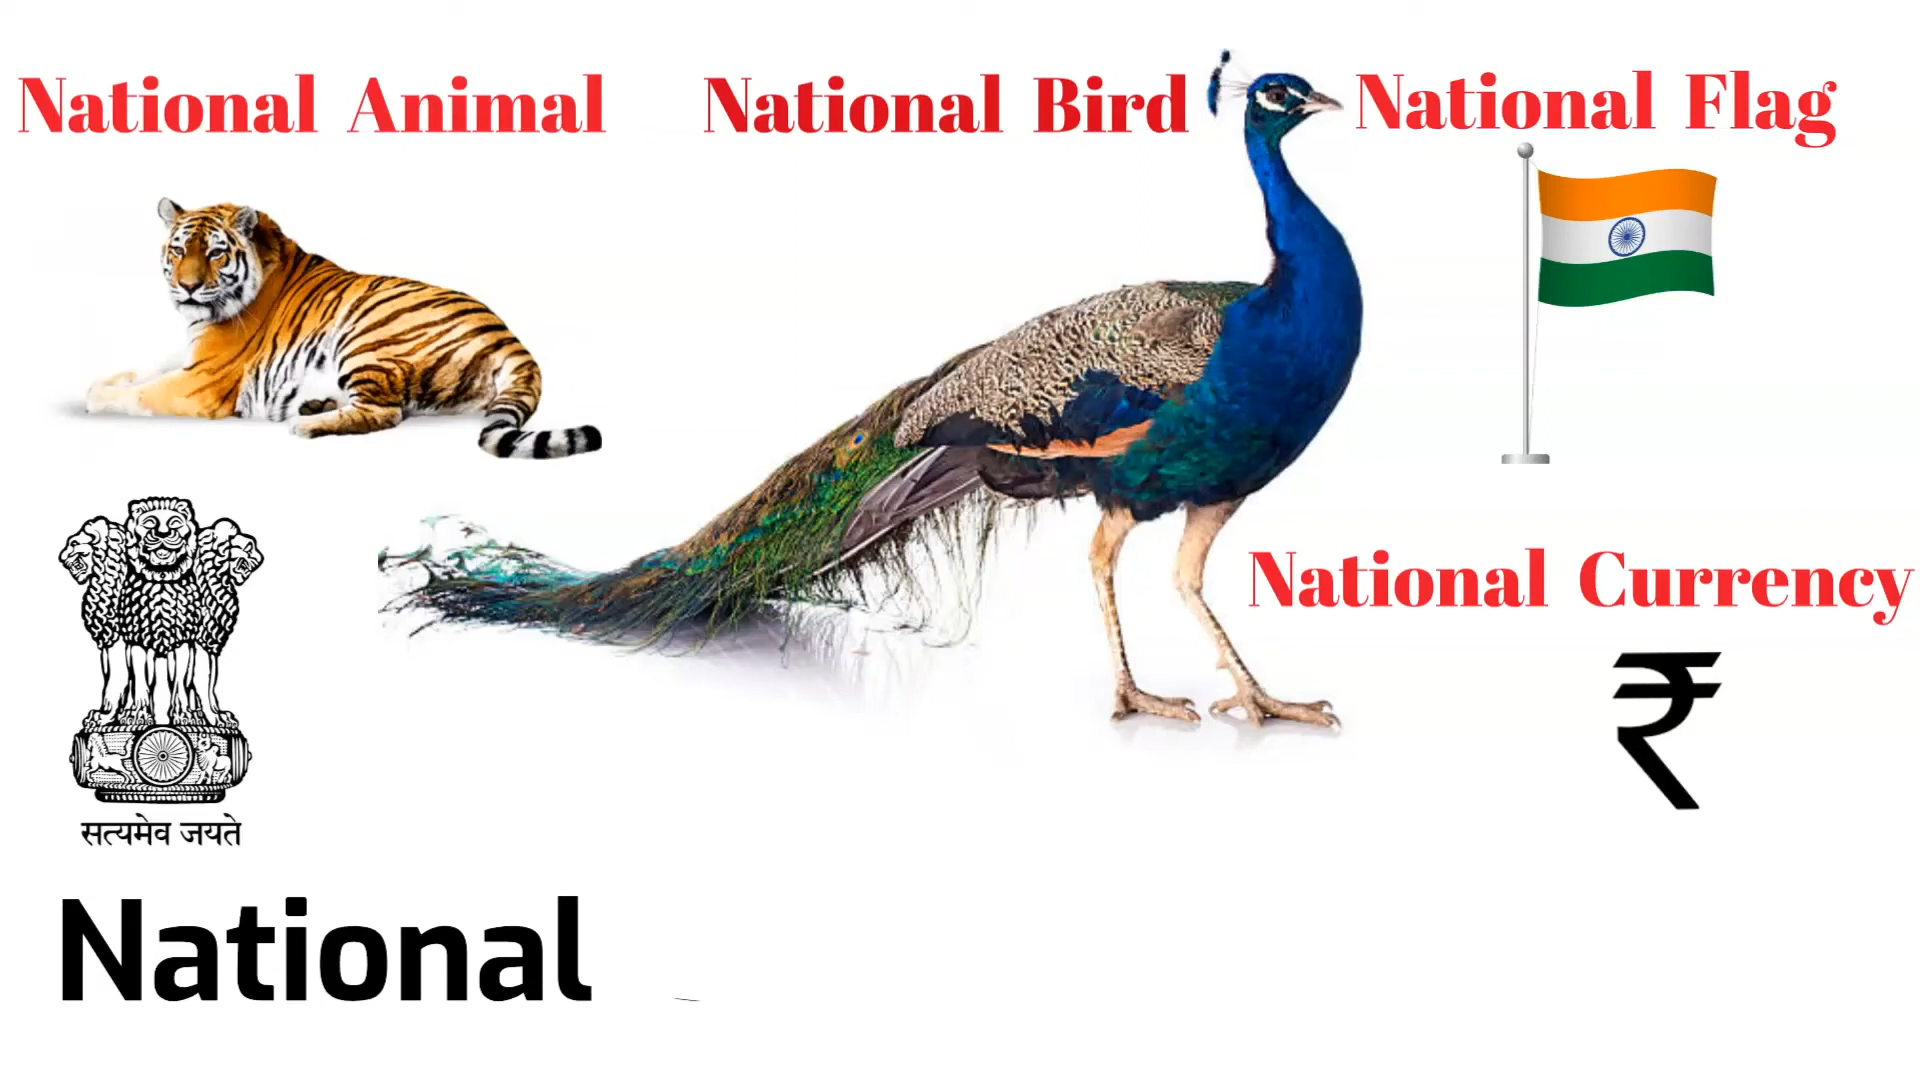 National Animal
National Bird
National Flag
National Currency
₹
सत्यमेव जयते
National